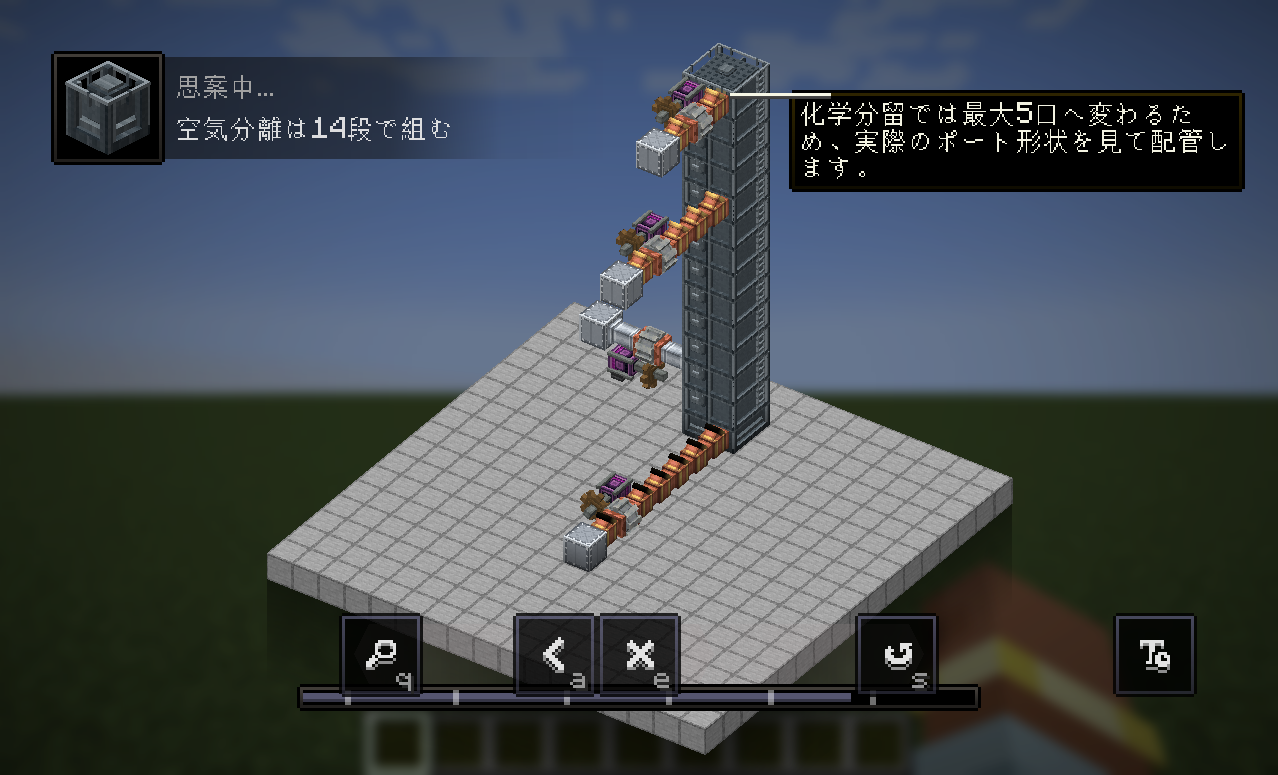 思案中...
空気分離は14段で組む
化学分留では最大5口へ変わるた
め、実際のポート形状を見て配管し
ます。
q
a
e
s